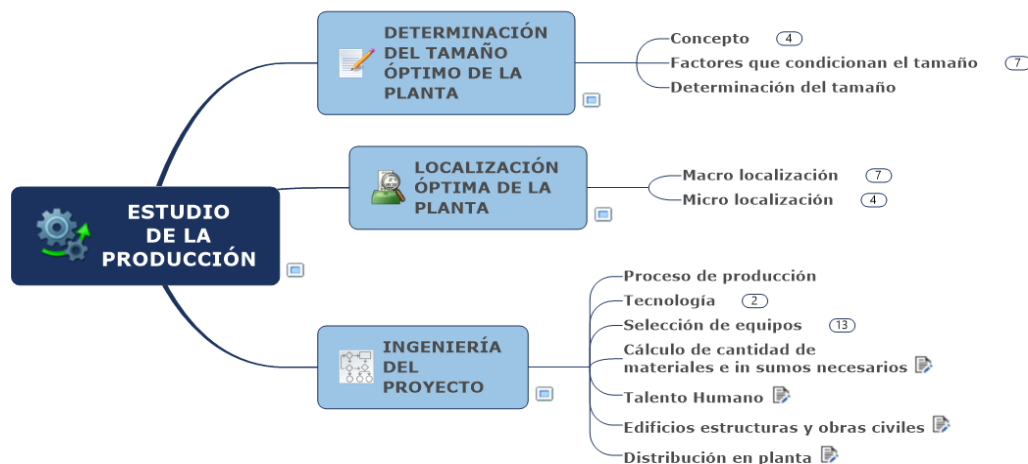 ESTUDIO
DE LA
PRODUCCIÓN
DETERMINACIÓN
DEL TAMAÑO
ÓPTIMO DE LA
PLANTA
Concepto 4
Factores que condicionan el tamaño 7
Determinación del tamaño
LOCALIZACIÓN
ÓPTIMA DE LA
PLANTA
Macro localización 7
Micro localización 4
INGENIERÍA
DEL
PROYECTO
Proceso de producción
Tecnología 2
Selección de equipos 13
Cálculo de cantidad de
materiales e in sumos necesarios
Talento Humano
Edificios estructuras y obras civiles
Distribución en planta